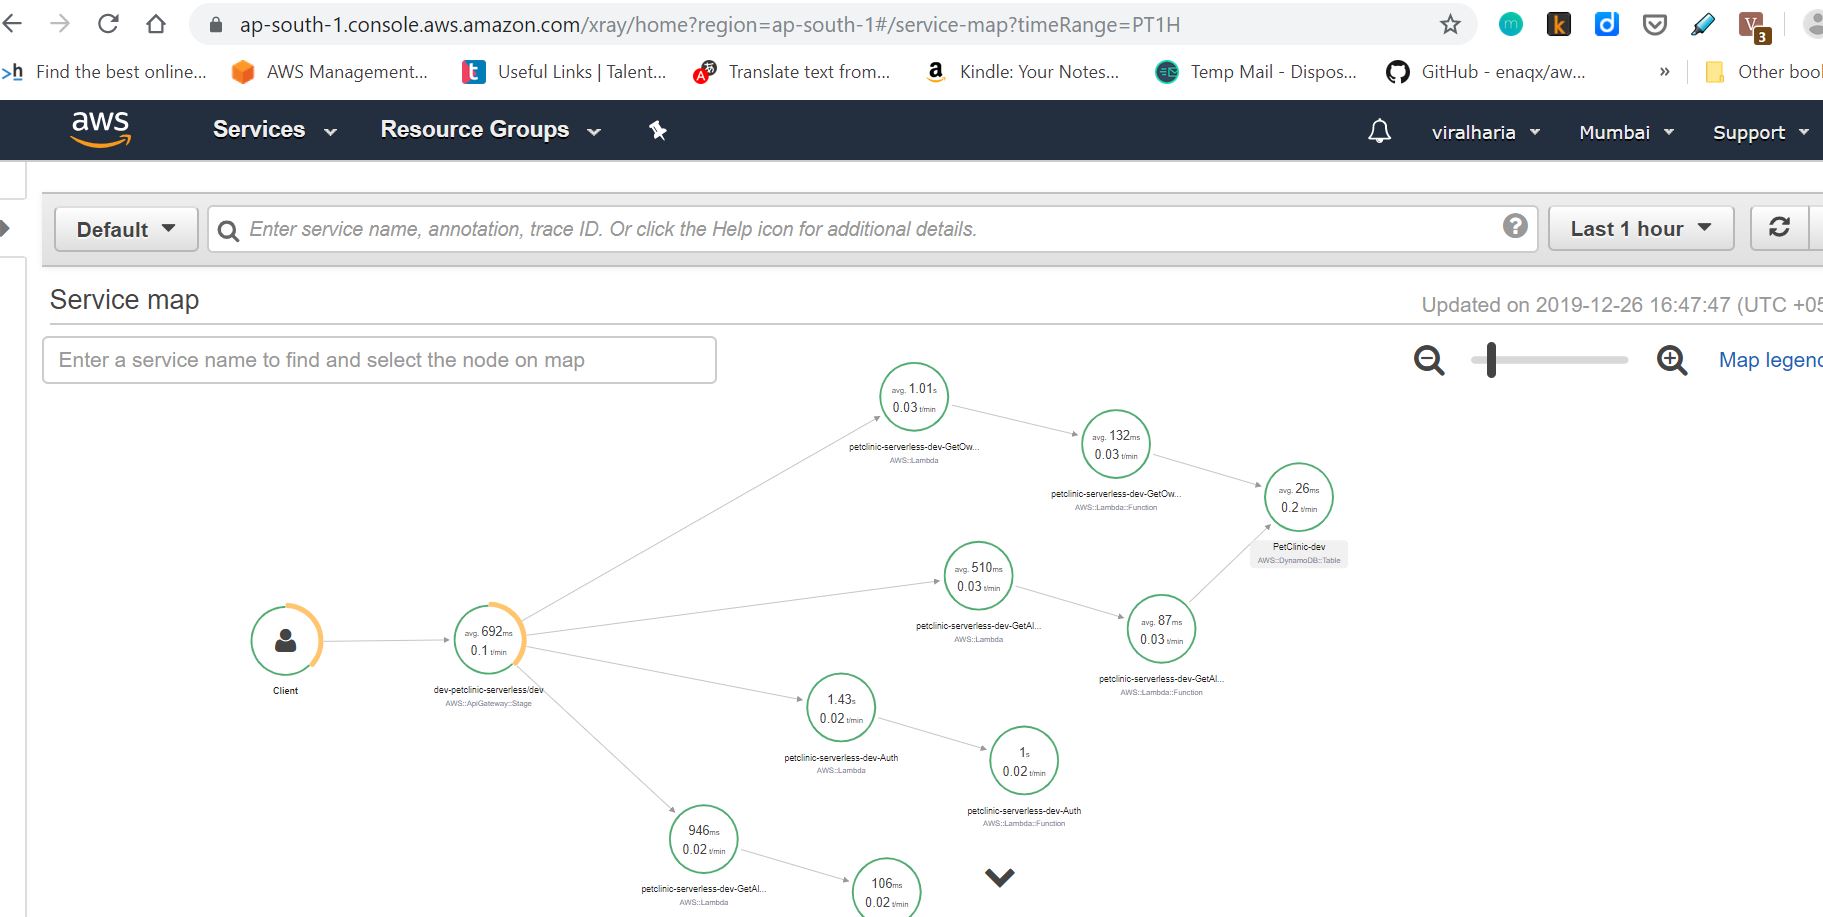 ap-south-1.console.aws.amazon.com/xray/home?region=ap-south-1#/service-map?timeRange=PT1H
m k d V 3
h Find the best online... AWS Management... t Useful Links | Talent... Translate text from... a Kindle: Your Notes... Temp Mail - Dispos... GitHub - enaqx/aw... » Other boo
aws Services Resource Groups viralharia Mumbai Support
Default Enter service name, annotation, trace ID. Or click the Help icon for additional details. ? Last 1 hour
Service map
Updated on 2019-12-26 16:47:47 (UTC +05
Enter a service name to find and select the node on map
Map legend
avg. 1.01s
0.03 t/min
petclinic-serverless-dev-GetOw...
AWS::Lambda
avg. 132ms
0.03 t/min
petclinic-serverless-dev-GetOw...
AWS::Lambda::Function
avg. 26ms
0.2 t/min
PetClinic-dev
AWS::DynamoDB::Table
avg. 510ms
0.03 t/min
petclinic-serverless-dev-GetAl...
AWS::Lambda
avg. 87ms
0.03 t/min
petclinic-serverless-dev-GetAl...
AWS::Lambda::Function
Client
avg. 692ms
0.1 t/min
dev-petclinic-serverless/dev
AWS::ApiGateway::Stage
1.43s
0.02 t/min
petclinic-serverless-dev-Auth
AWS::Lambda
1s
0.02 t/min
petclinic-serverless-dev-Auth
AWS::Lambda::Function
946ms
0.02 t/min
petclinic-serverless-dev-GetAl...
AWS::Lambda
106ms
0.02 t/min